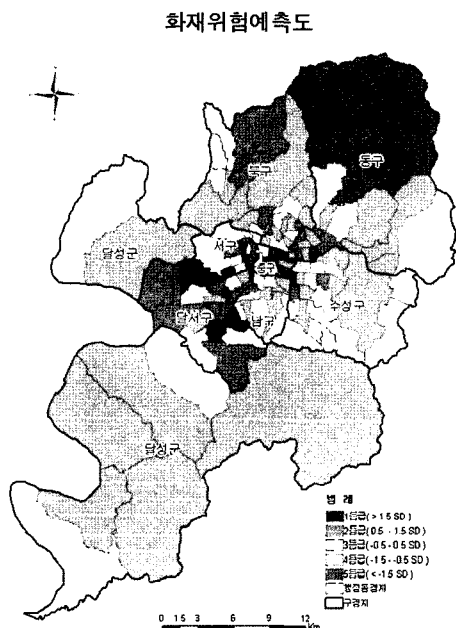 화재위험예측도
북구
동구
달성군
서구
중구
달서구
남구
수성구
달성군
범 례
1등급(> 1.5 SD)
2등급(0.5 - 1.5 SD)
3등급(-0.5 - 0.5 SD)
4등급(-1.5 - -0.5 SD)
5등급(< -1.5 SD)
행정동경계
구경계
0 1.5 3 6 9 12
Km